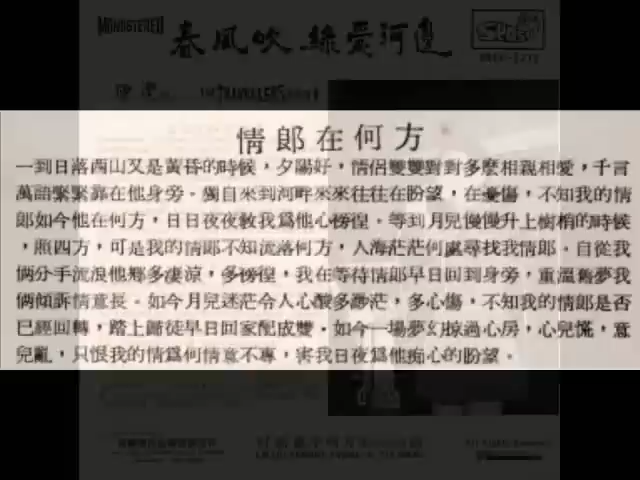 MONOSTEREO
春風吹綠愛河邊
THE TRAVELLERS
情郎在何方
一到日落西山又是黃昏的時候,夕陽好,情侶雙雙對對多麼相親相愛,千言
萬語緊緊靠在他身旁。獨自來到河畔來來往往在盼望,在憂傷,不知我的情
郎如今他在何方,日日夜夜教我爲他心徬徨。等到月兒慢慢升上樹梢的時候
,照四方,可是我的情郎不知流落何方,人海茫茫何處尋找我情郎。自從我
倆分手流浪他鄉多凄涼,多徬徨,我在等待情郎早日回到身旁,重溫舊夢我
倆傾訴情意長。如今月兒迷茫令人心酸多渺茫,多心傷,不知我的情郎是否
已經回轉,踏上歸徒早日回家配成雙。如今一場夢幻掠過心房,心兒慌,意
兒亂,只恨我的情爲何情意不專,害我日夜爲他痴心的盼望。